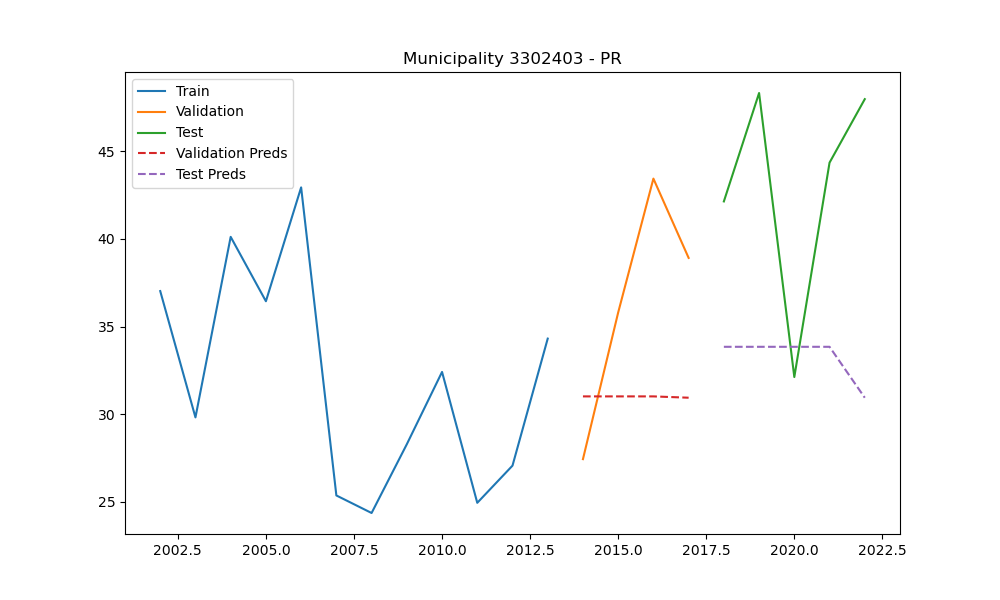 Municipality 3302403 - PR
Train
Validation
Test
Validation Preds
Test Preds
45
40
35
30
25
2002.5 2005.0 2007.5 2010.0 2012.5 2015.0 2017.5 2020.0 2022.5